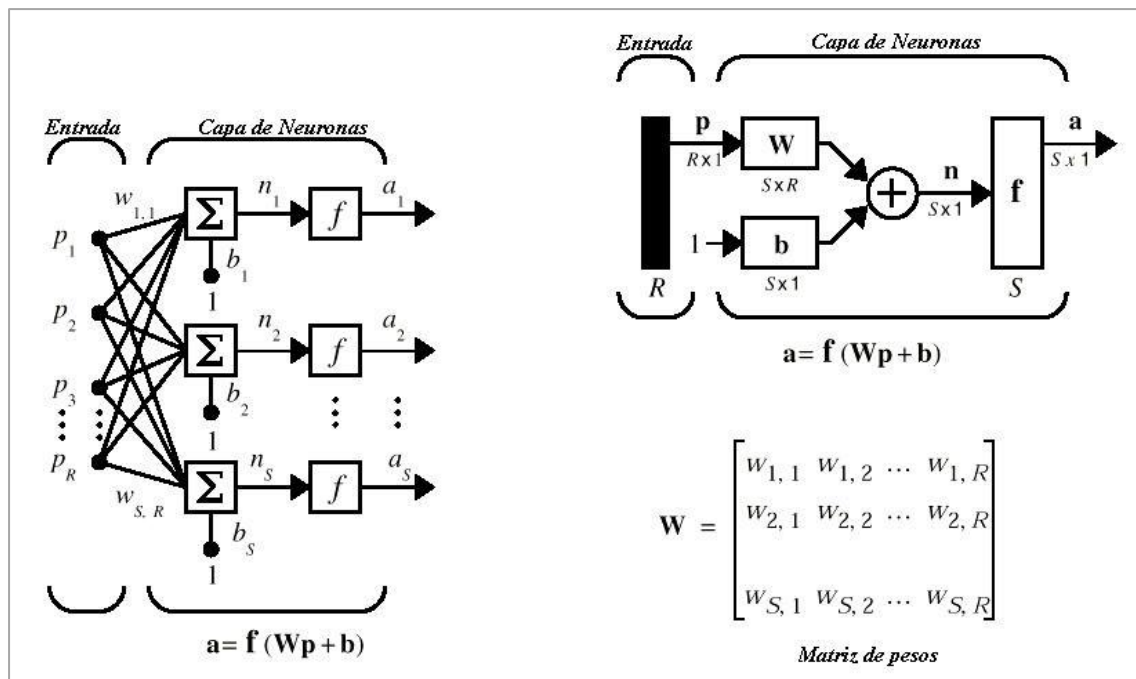 Entrada Capa de Neuronas
w1,1 n1 a1
Σ f
p1
b1
1
p2
n2 a2
Σ f
p3
b2
1
pR
nS aS
Σ f
wS, R
bS
1
a= f (Wp + b)
Entrada Capa de Neuronas
p a
W
R x 1 S x 1
S x R
n
+ f
S x 1
1 b
R S x 1 S
a= f (Wp + b)
w1, 1 w1, 2 ... w1, R
W = w2, 1 w2, 2 ... w2, R
wS, 1 wS, 2 ... wS, R
Matriz de pesos